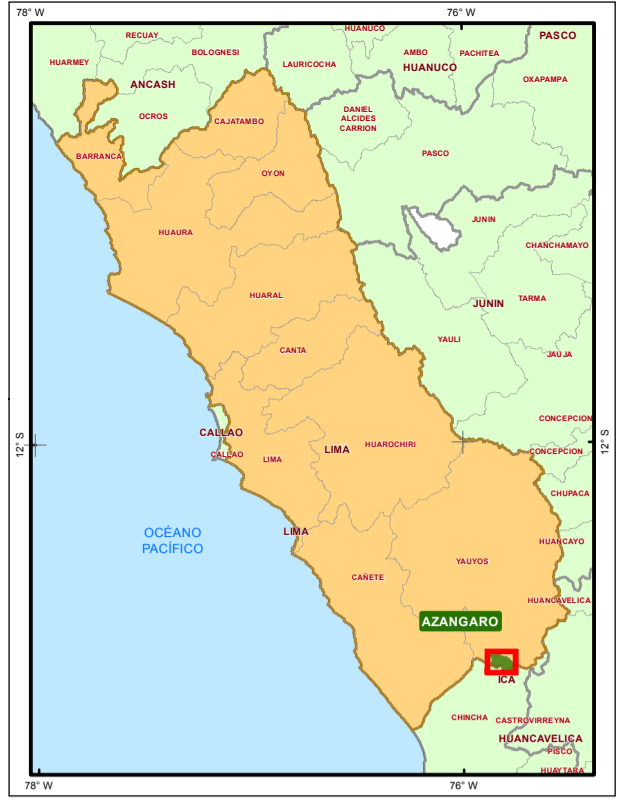 78° W
76° W
HUANUCO
RECUAY
PASCO
BOLOGNESI
AMBO
PACHITEA
HUARMEY
LAURICOCHA
HUANUCO
OXAPAMPA
ANCASH
OCROS
DANIEL
ALCIDES
CARRION
CAJATAMBO
BARRANCA
PASCO
OYON
JUNIN
HUAURA
CHANCHAMAYO
HUARAL
TARMA
JUNIN
YAULI
CANTA
JAUJA
CONCEPCION
CALLAO
12° S
12° S
HUAROCHIRI
LIMA
CONCEPCION
CALLAO
LIMA
CHUPACA
LIMA
OCÉANO
PACÍFICO
HUANCAYO
YAUYOS
CAÑETE
HUANCAVELICA
AZANGARO
ICA
CHINCHA
CASTROVIRREYNA
HUANCAVELICA
PISCO
HUAYTARA
78° W
76° W